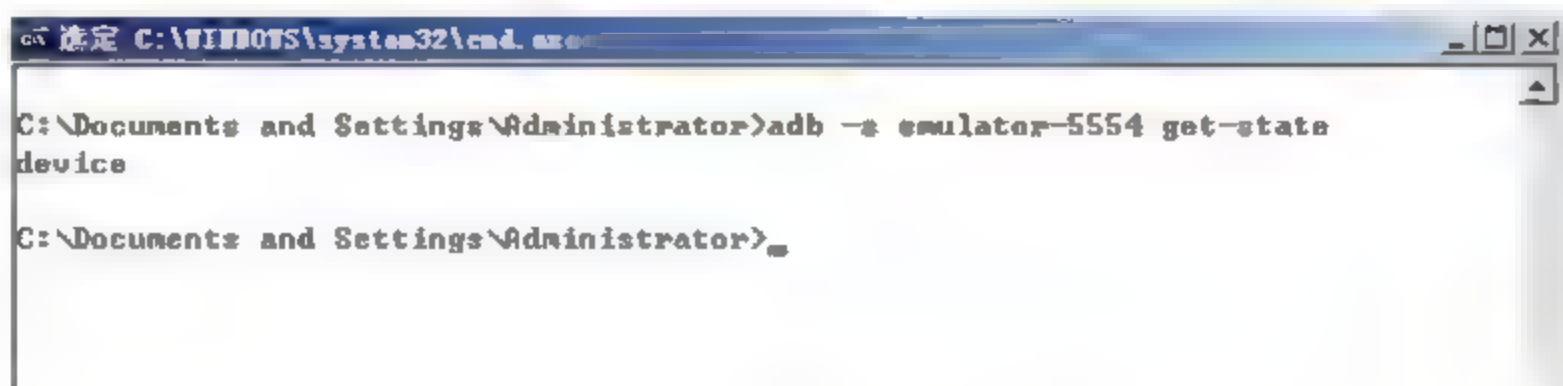 选定 C:\WINDOWS\system32\cmd.exe
C:\Documents and Settings\Administrator>adb -s emulator-5554 get-state
device
C:\Documents and Settings\Administrator>_